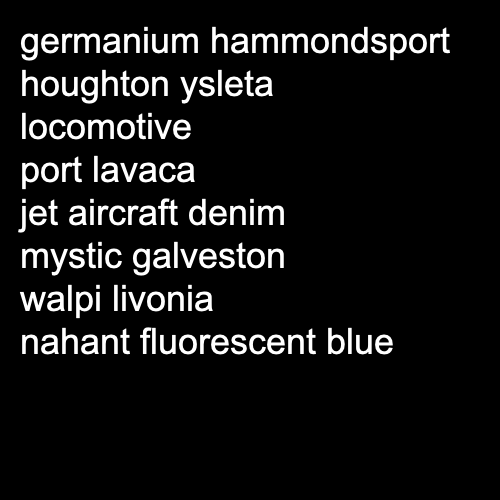 germanium hammondsport
houghton ysleta
locomotive
port lavaca
jet aircraft denim
mystic galveston
walpi livonia
nahant fluorescent blue